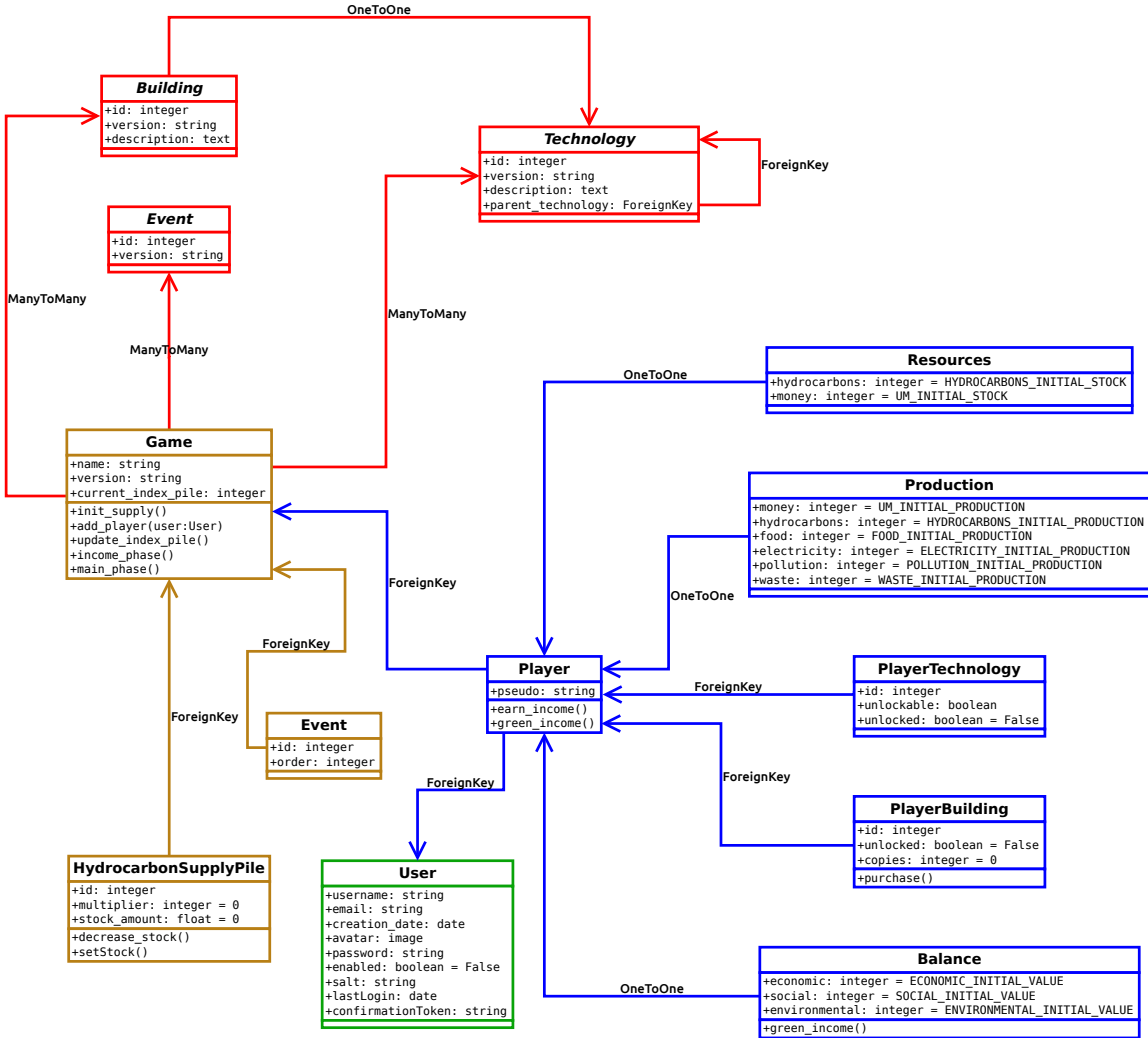 OneToOne
Building
+id: integer
+version: string
+description: text
Technology
+id: integer
+version: string
+description: text
+parent_technology: ForeignKey
ForeignKey
Event
+id: integer
+version: string
ManyToMany
ManyToMany
ManyToMany
Resources
+hydrocarbons: integer = HYDROCARBONS_INITIAL_STOCK
+money: integer = UM_INITIAL_STOCK
OneToOne
Game
+name: string
+version: string
+current_index_pile: integer
+init_supply()
+add_player(user:User)
+update_index_pile()
+income_phase()
+main_phase()
Production
+money: integer = UM_INITIAL_PRODUCTION
+hydrocarbons: integer = HYDROCARBONS_INITIAL_PRODUCTION
+food: integer = FOOD_INITIAL_PRODUCTION
+electricity: integer = ELECTRICITY_INITIAL_PRODUCTION
+pollution: integer = POLLUTION_INITIAL_PRODUCTION
+waste: integer = WASTE_INITIAL_PRODUCTION
ForeignKey
OneToOne
ForeignKey
Player
+pseudo: string
+earn_income()
+green_income()
ForeignKey
PlayerTechnology
+id: integer
+unlockable: boolean
+unlocked: boolean = False
ForeignKey
Event
+id: integer
+order: integer
ForeignKey
ForeignKey
PlayerBuilding
+id: integer
+unlocked: boolean = False
+copies: integer = 0
+purchase()
HydrocarbonSupplyPile
+id: integer
+multiplier: integer = 0
+stock_amount: float = 0
+decrease_stock()
+setStock()
User
+username: string
+email: string
+creation_date: date
+avatar: image
+password: string
+enabled: boolean = False
+salt: string
+lastLogin: date
+confirmationToken: string
OneToOne
Balance
+economic: integer = ECONOMIC_INITIAL_VALUE
+social: integer = SOCIAL_INITIAL_VALUE
+environmental: integer = ENVIRONMENTAL_INITIAL_VALUE
+green_income()